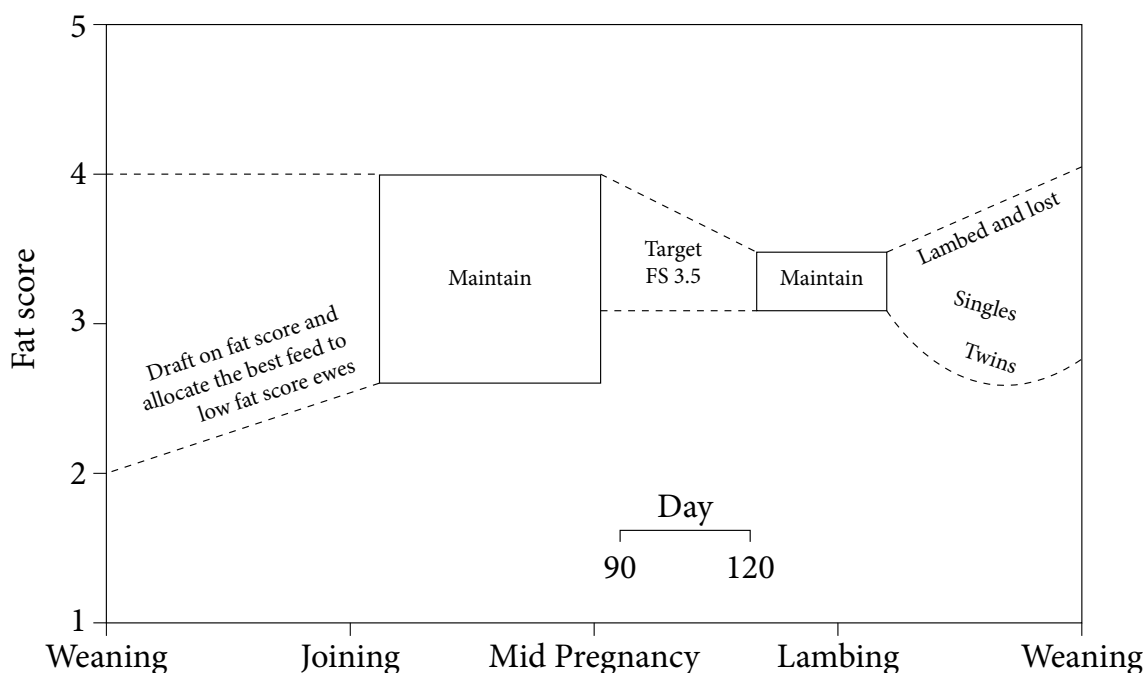 Fat score
5
4
3
2
1
Draft on fat score and
allocate the best feed to
low fat score ewes
Maintain
Target
FS 3.5
Maintain
Lambed and lost
Singles
Twins
Day
90 120
Weaning Joining Mid Pregnancy Lambing Weaning